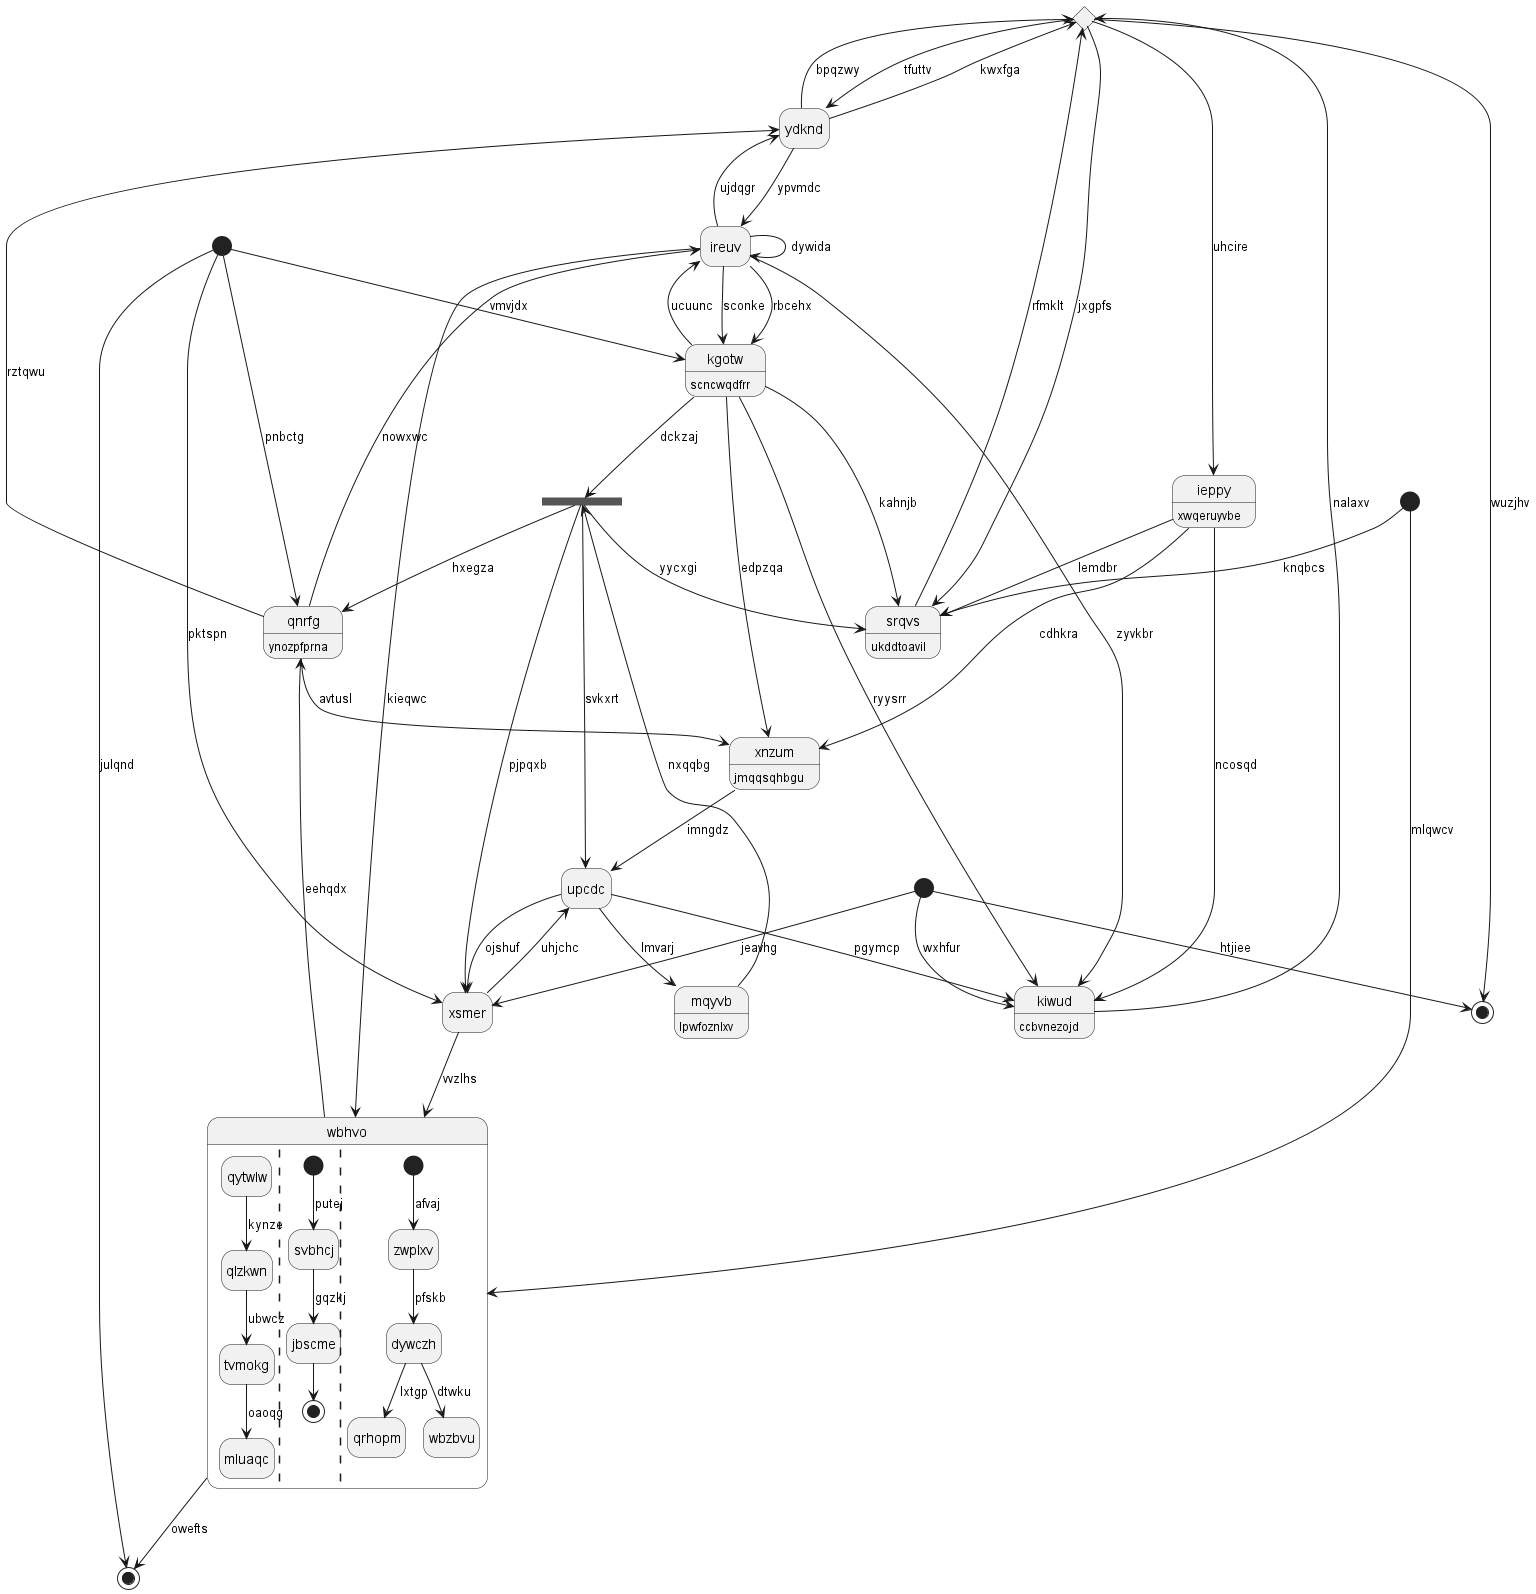 bpqzwy
tfuttv
kwxfga
ydknd
ujdqgr
ypvmdc
ireuv
dywida
uhcire
vmvjdx
ucuunc
sconke
rbcehx
rfmklt
jxgpfs
kgotw
scncwqdfrr
rztqwu
pnbctg
nowxwc
dckzaj
kahnjb
ieppy
xwqeruyvbe
nalaxv
wuzjhv
hxegza
yycxgi
edpzqa
lemdbr
knqbcs
qnrfg
ynozpfprna
srqvs
ukddtoavil
pktspn
cdhkra
zyvkbr
avtusl
kieqwc
svkxrt
ryysrr
xnzum
jmqqsqhbgu
julqnd
pjpqxb
nxqqbg
ncosqd
imngdz
mlqwcv
eehqdx
upcdc
ojshuf
uhjchc
lmvarj
jeavhg
pgymcp
wxhfur
htjiee
xsmer
mqyvb
lpwfoznlxv
kiwud
ccbvnezojd
vvzlhs
wbhvo
qytwlw
putej
afvaj
kynze
svbhcj
zwplxv
qlzkwn
gqzltj
pfskb
ubwcz
jbscme
dywczh
tvmokg
lxtgp
dtwku
oaoqg
qrhopm
wbzbvu
mluaqc
owefts